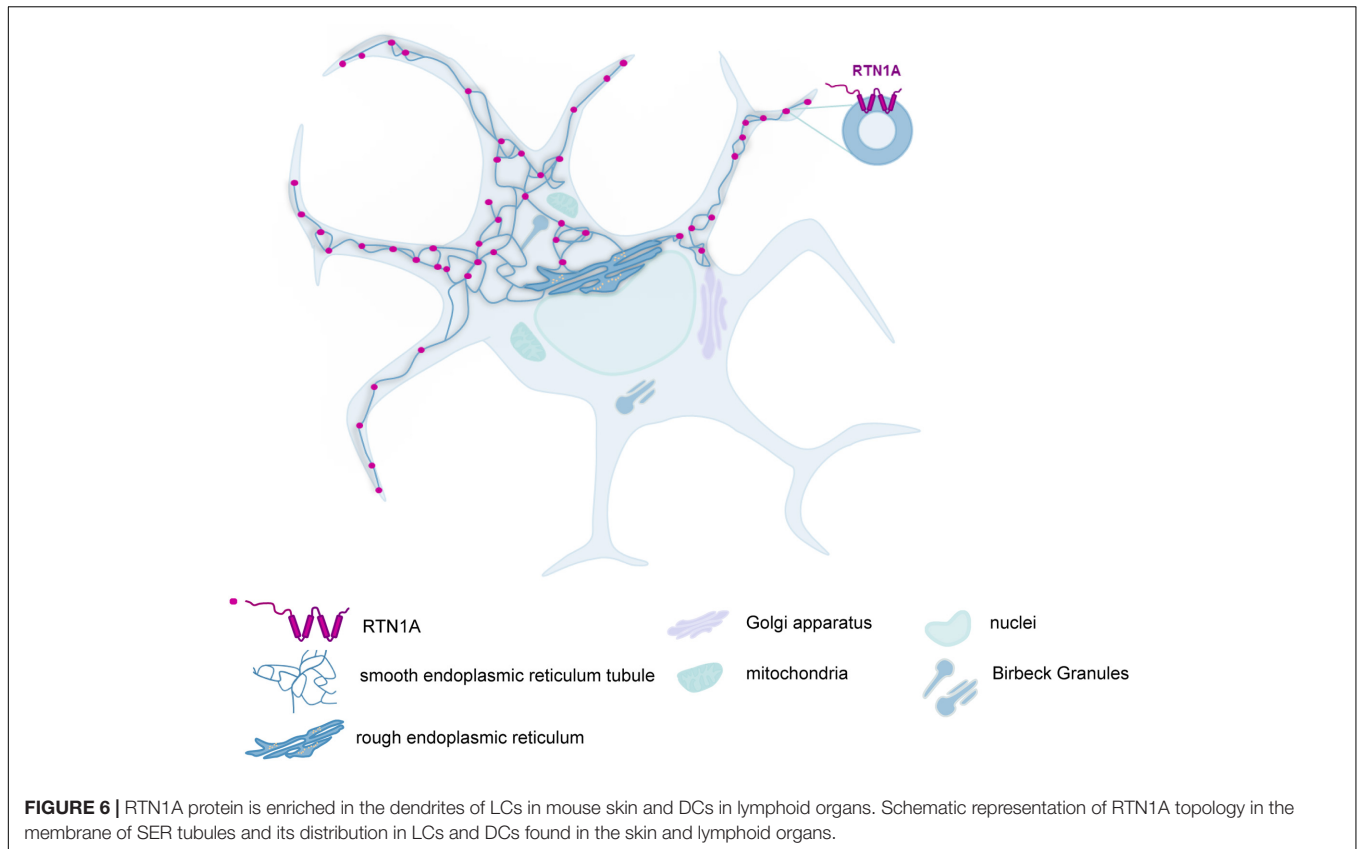 RTN1A
RTN1A
Golgi apparatus
nuclei
smooth endoplasmic reticulum tubule
mitochondria
Birbeck Granules
rough endoplasmic reticulum
FIGURE 6 | RTN1A protein is enriched in the dendrites of LCs in mouse skin and DCs in lymphoid organs. Schematic representation of RTN1A topology in the
membrane of SER tubules and its distribution in LCs and DCs found in the skin and lymphoid organs.